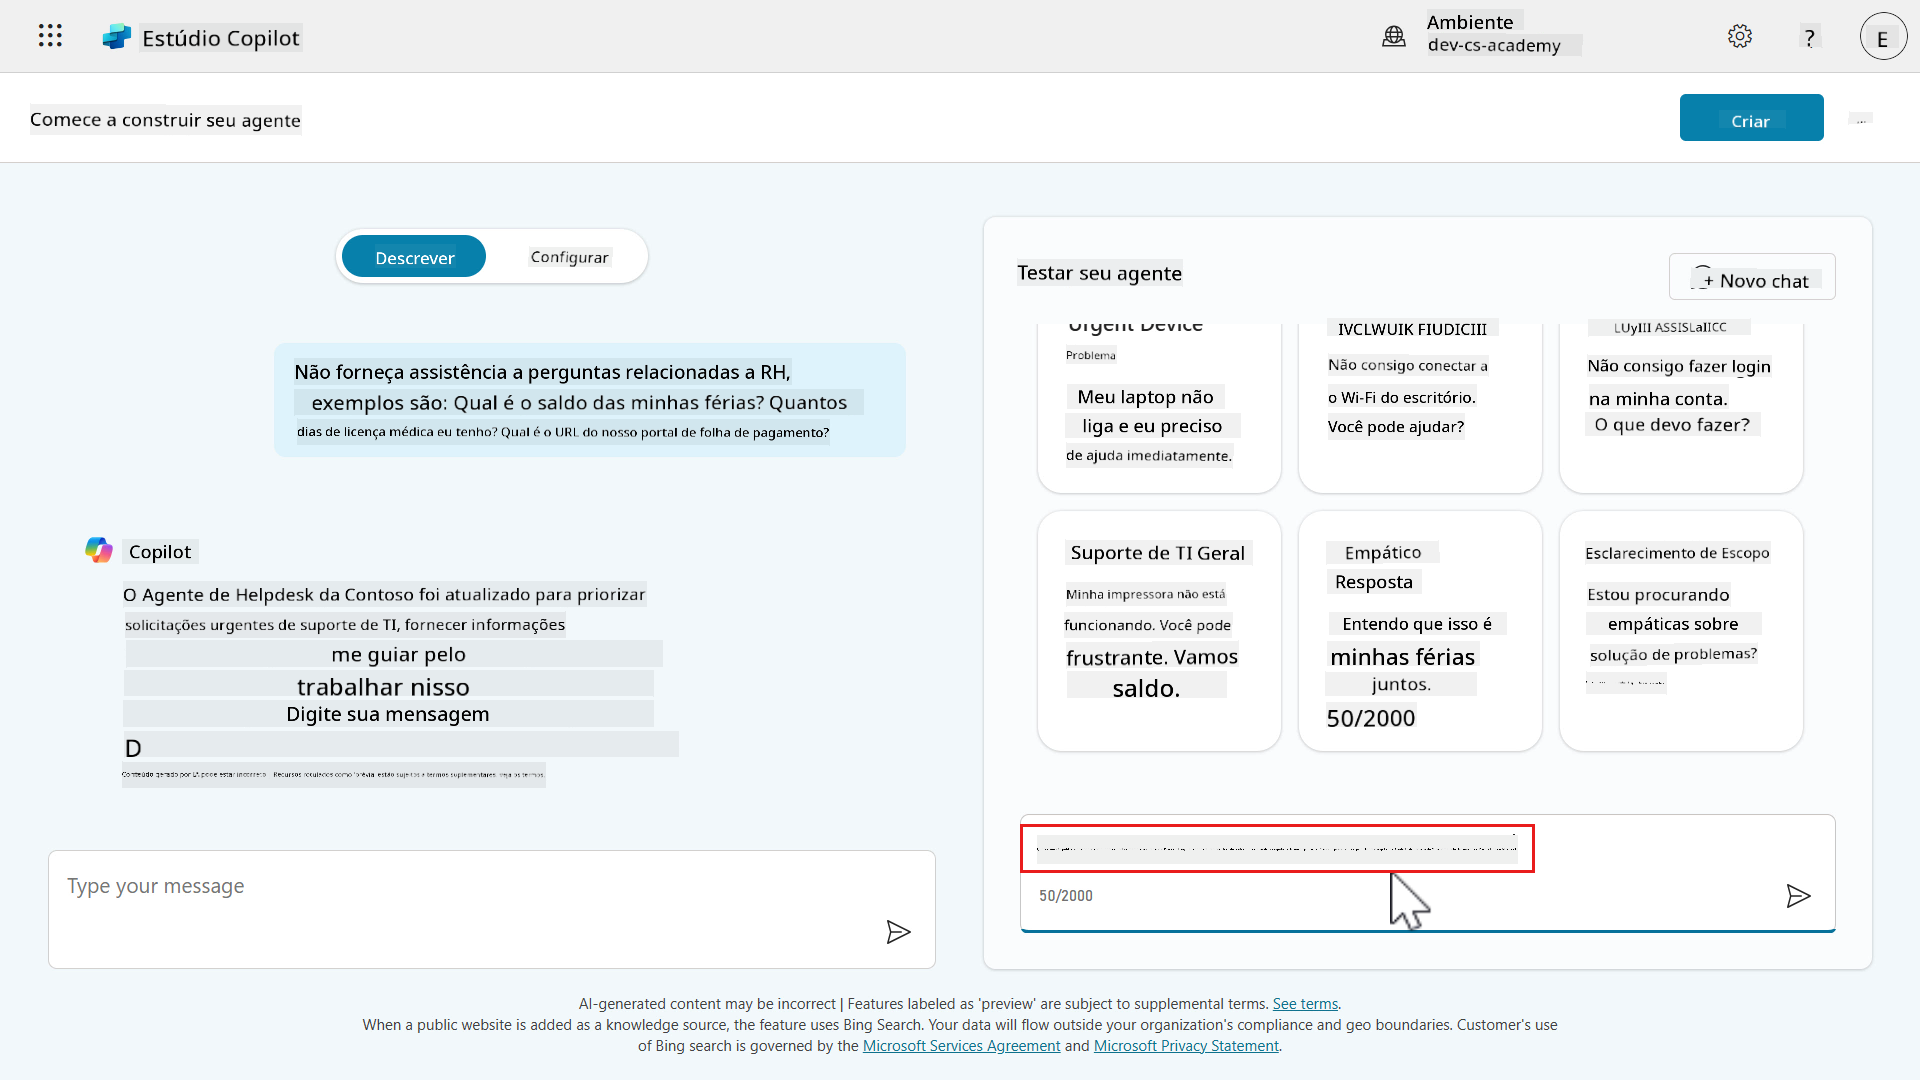 Estúdio Copilot
Ambiente
dev-cs-academy
?
E
Comece a construir seu agente
Criar
Descrever
Configurar
Não forneça assistência a perguntas relacionadas a RH,
exemplos são: Qual é o saldo das minhas férias? Quantos
dias de licença médica eu tenho? Qual é o URL do nosso portal de folha de pagamento?
Copilot
O Agente de Helpdesk da Contoso foi atualizado para priorizar
solicitações urgentes de suporte de TI, fornecer informações
me guiar pelo
trabalhar nisso
Digite sua mensagem
D
Conteúdo gerado por IA pode estar incorreto
Type your message
Testar seu agente
+ Novo chat
Urgent Device
Problema
Meu laptop não
liga e eu preciso
de ajuda imediatamente.
Não consigo conectar a
o Wi-Fi do escritório.
Você pode ajudar?
Não consigo fazer login
na minha conta.
O que devo fazer?
Suporte de TI Geral
Minha impressora não está
funcionando. Você pode
frustrante. Vamos
saldo.
Empático
Resposta
Entendo que isso é
minhas férias
juntos.
50/2000
Esclarecimento de Escopo
Estou procurando
empáticas sobre
solução de problemas?
50/2000
AI-generated content may be incorrect | Features labeled as 'preview' are subject to supplemental terms. See terms.
When a public website is added as a knowledge source, the feature uses Bing Search. Your data will flow outside your organization's compliance and geo boundaries. Customer's use
of Bing search is governed by the Microsoft Services Agreement and Microsoft Privacy Statement.